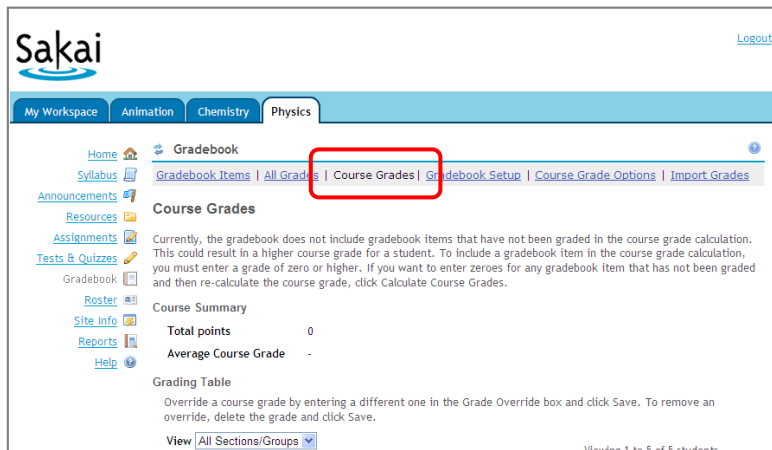 Sakai
Logout
My Workspace Animation Chemistry Physics
Home
Syllabus
Announcements
Resources
Assignments
Tests & Quizzes
Gradebook
Roster
Site Info
Reports
Help
Gradebook
Gradebook Items | All Grades | Course Grades | Gradebook Setup | Course Grade Options | Import Grades
Course Grades
Currently, the gradebook does not include gradebook items that have not been graded in the course grade calculation.
This could result in a higher course grade for a student. To include a gradebook item in the course grade calculation,
you must enter a grade of zero or higher. If you want to enter zeroes for any gradebook item that has not been graded
and then re-calculate the course grade, click Calculate Course Grades.
Course Summary
Total points 0
Average Course Grade -
Grading Table
Override a course grade by entering a different one in the Grade Override box and click Save. To remove an
override, delete the grade and click Save.
View All Sections/Groups
Viewing 1 to 5 of 5 students